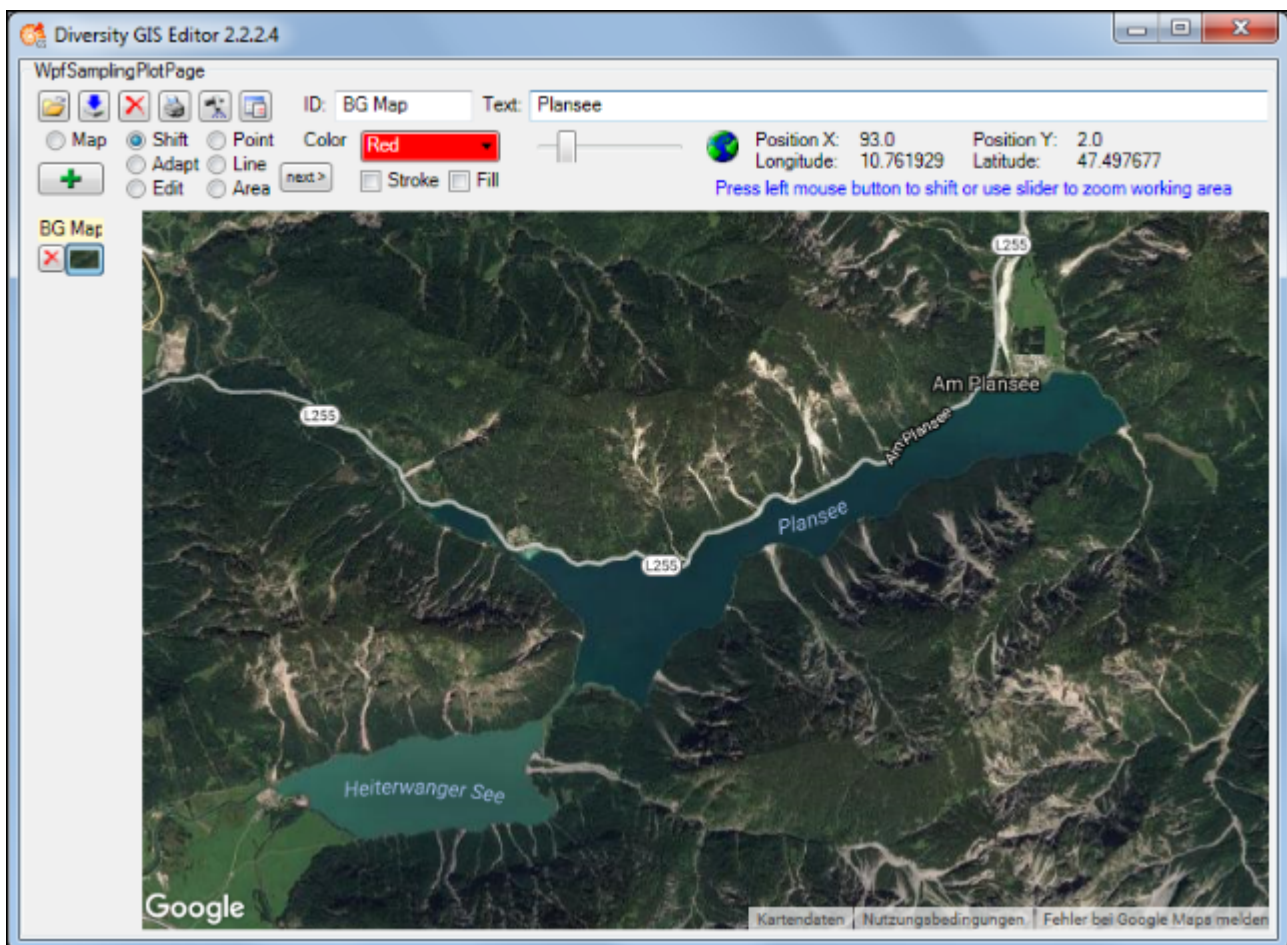 Diversity GIS Editor 2.2.2.4
WpfSamplingPlotPage
ID: BG Map Text: Plansee
Map Shift Point Color Red Position X: 93.0 Position Y: 2.0
Adapt Line next > Longitude: 10.761929 Latitude: 47.497677
Edit Area Stroke Fill Press left mouse button to shift or use slider to zoom working area
BG Map
L255
Am Plansee
L255
Am Plansee
Plansee
L255
Heiterwanger See
Google
Kartendaten Nutzungsbedingungen Fehler bei Google Maps melden